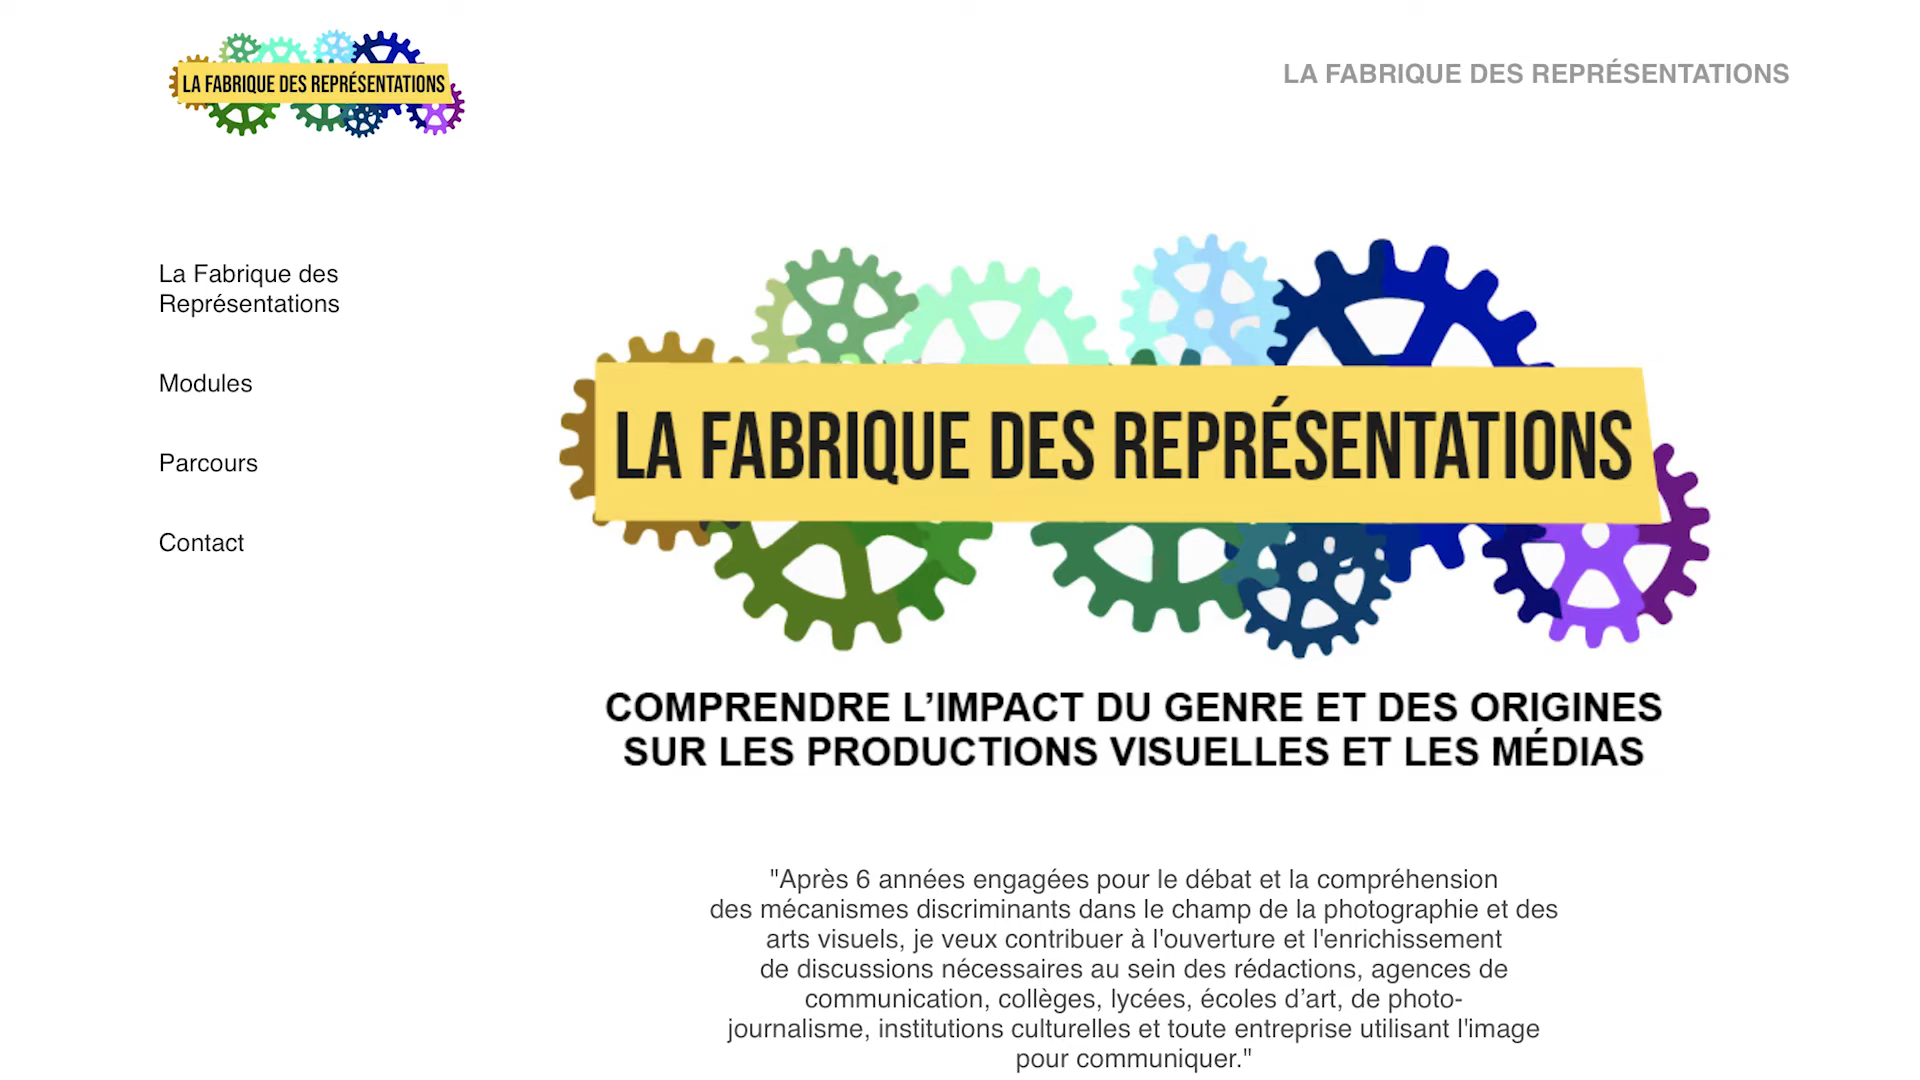 LA FABRIQUE DES REPRÉSENTATIONS
LA FABRIQUE DES REPRÉSENTATIONS
La Fabrique des
Représentations
Modules
Parcours
Contact
LA FABRIQUE DES REPRÉSENTATIONS
COMPRENDRE L’IMPACT DU GENRE ET DES ORIGINES
SUR LES PRODUCTIONS VISUELLES ET LES MÉDIAS
"Après 6 années engagées pour le débat et la compréhension
des mécanismes discriminants dans le champ de la photographie et des
arts visuels, je veux contribuer à l'ouverture et l'enrichissement
de discussions nécessaires au sein des rédactions, agences de
communication, collèges, lycées, écoles d’art, de photo-
journalisme, institutions culturelles et toute entreprise utilisant l'image
pour communiquer."